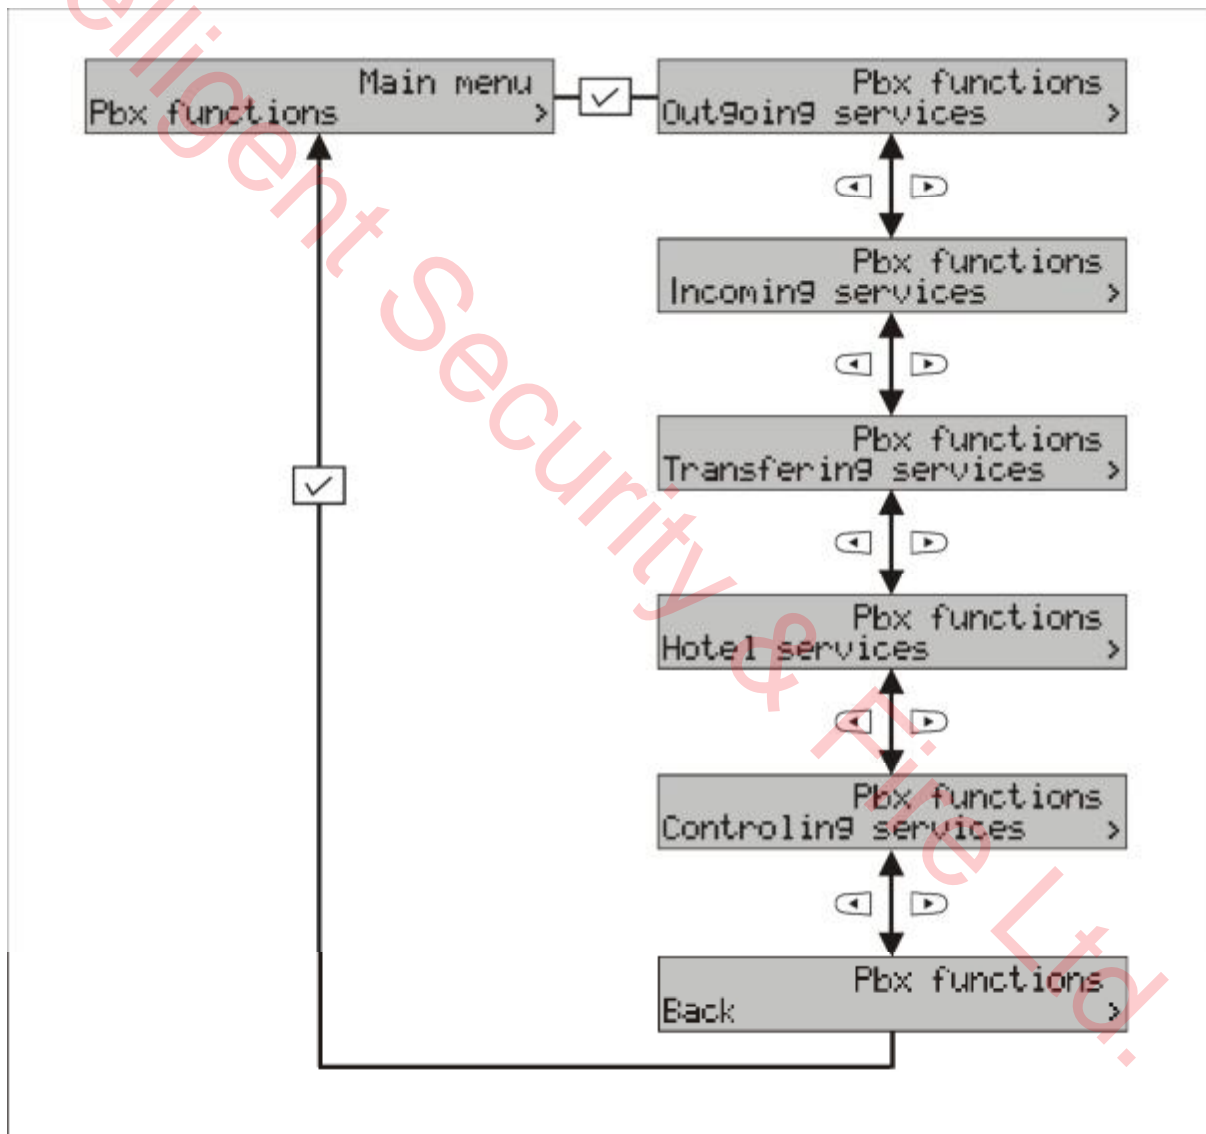 Main menu
Pbx functions >
Pbx functions
Outgoing services >
Pbx functions
Incoming services >
Pbx functions
Transfering services >
Pbx functions
Hotel services >
Pbx functions
Controling services >
Pbx functions
Back >
elligent Security & Fire Ltd.